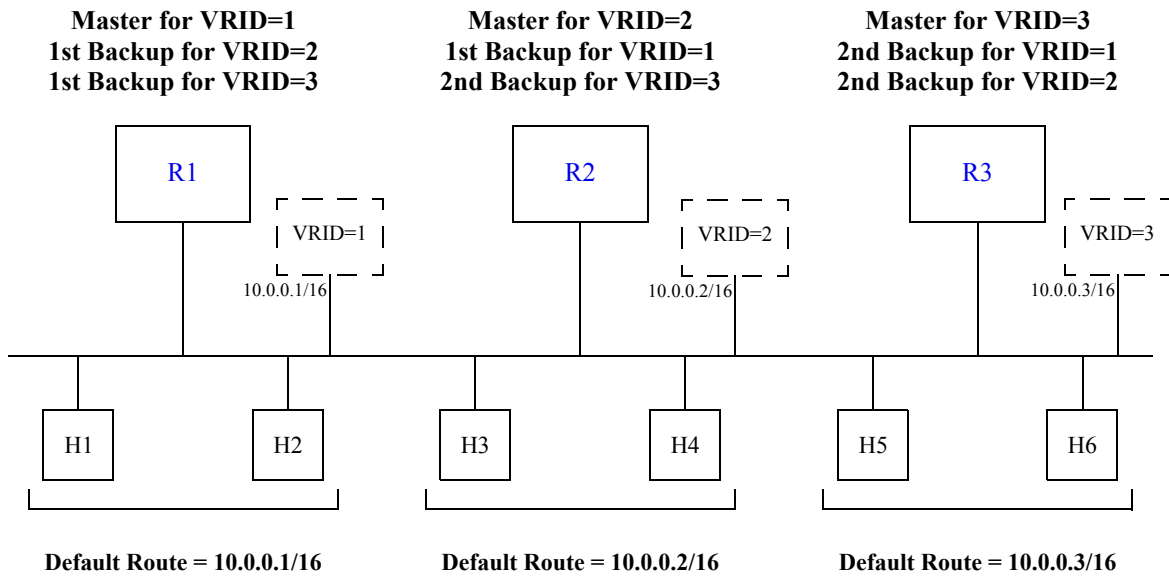 Master for VRID=1
1st Backup for VRID=2
1st Backup for VRID=3
Master for VRID=2
1st Backup for VRID=1
2nd Backup for VRID=3
Master for VRID=3
2nd Backup for VRID=1
2nd Backup for VRID=2
R1
R2
R3
VRID=1
VRID=2
VRID=3
10.0.0.1/16
10.0.0.2/16
10.0.0.3/16
H1
H2
H3
H4
H5
H6
Default Route = 10.0.0.1/16
Default Route = 10.0.0.2/16
Default Route = 10.0.0.3/16